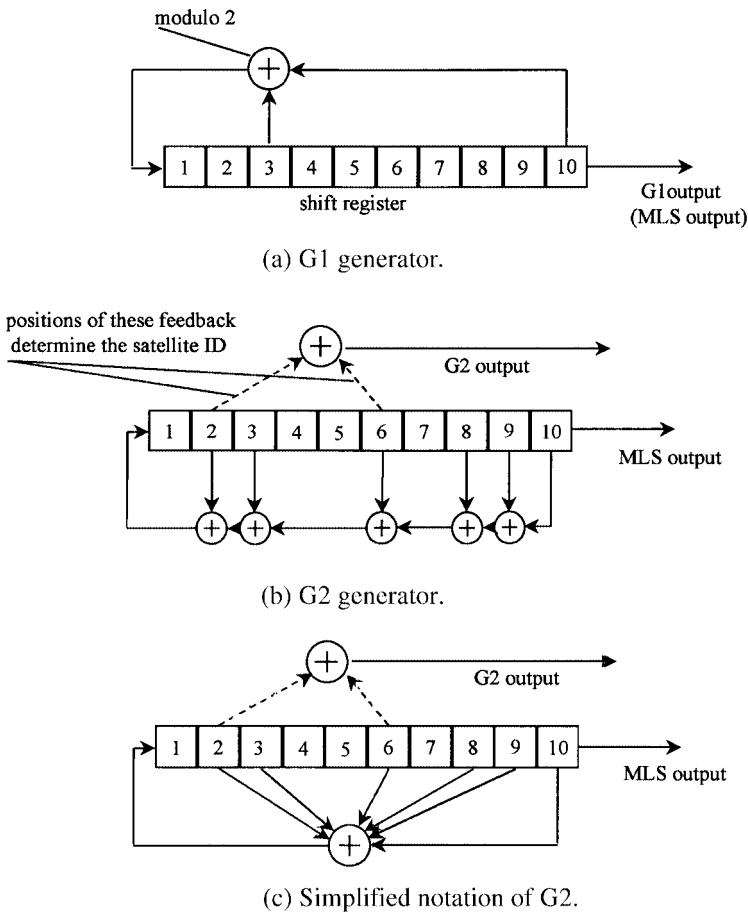 modulo 2
+
1 2 3 4 5 6 7 8 9 10
G1output
(MLS output)
shift register
(a) G1 generator.
positions of these feedback
determine the satellite ID
+
G2 output
1 2 3 4 5 6 7 8 9 10
MLS output
+ + + + +
(b) G2 generator.
+
G2 output
1 2 3 4 5 6 7 8 9 10
MLS output
+
(c) Simplified notation of G2.